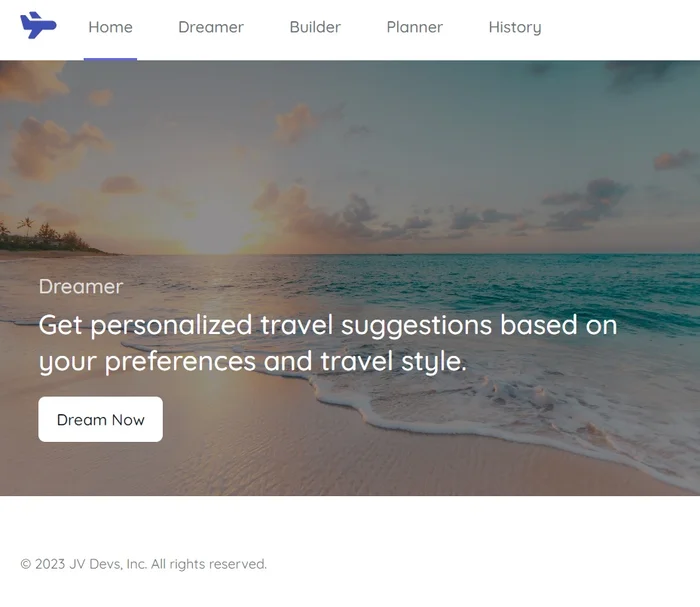 Home Dreamer Builder Planner History
Dreamer
Get personalized travel suggestions based on
your preferences and travel style.
Dream Now
© 2023 JV Devs, Inc. All rights reserved.